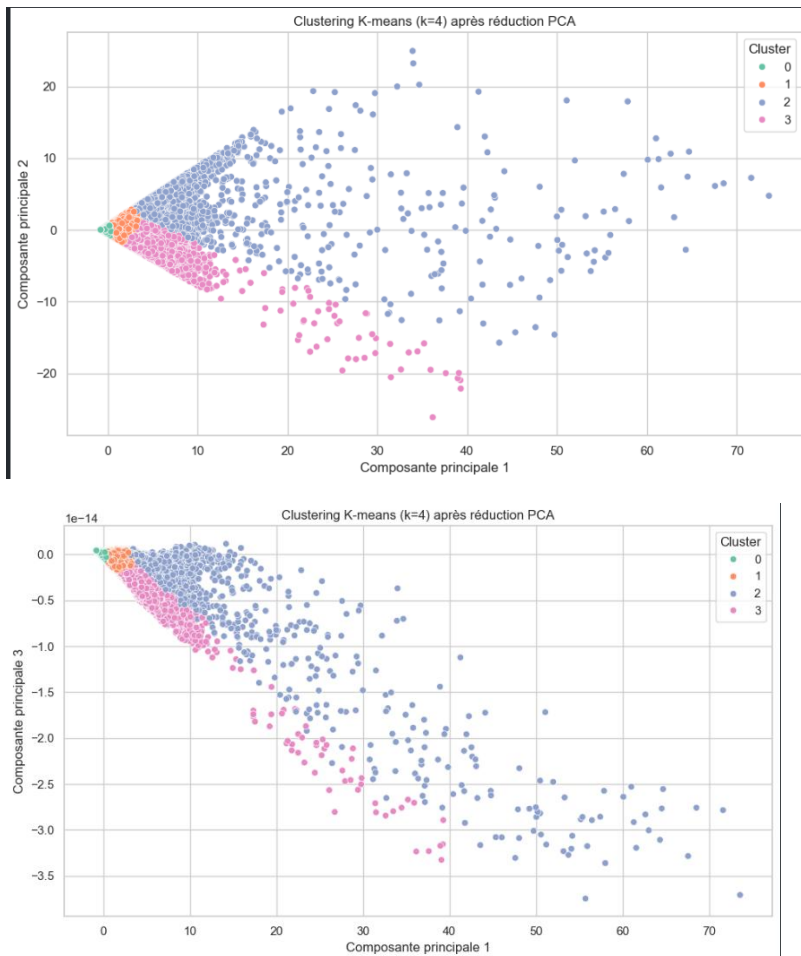 Clustering K-means (k=4) après réduction PCA
Cluster
0
1
2
3
20
10
0
−10
−20
Composante principale 2
0 10 20 30 40 50 60 70
Composante principale 1
Clustering K-means (k=4) après réduction PCA
1e−14
Cluster
0
1
2
3
0.0
−0.5
−1.0
−1.5
−2.0
−2.5
−3.0
−3.5
Composante principale 3
0 10 20 30 40 50 60 70
Composante principale 1